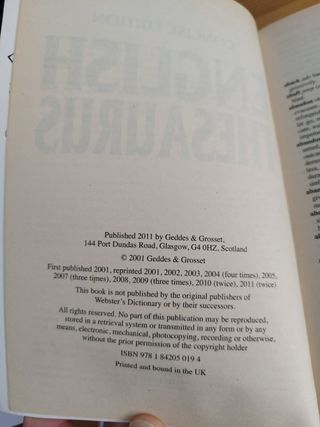 Published 2011 by Geddes & Grosset,
144 Port Dundas Road, Glasgow, G4 0HZ, Scotland
© 2001 Geddes & Grosset
First published 2001, reprinted 2001, 2002, 2003, 2004 (four times), 2005,
2007 (three times), 2008, 2009 (three times), 2010 (twice), 2011 (twice)
This book is not published by the original publishers of
Webster's Dictionary or by their successors.
All rights reserved. No part of this publication may be reproduced,
stored in a retrieval system or transmitted in any form or by any
means, electronic, mechanical, photocopying, recording or otherwise,
without the prior permission of the copyright holder
ISBN 978 1 84205 019 4
Printed and bound in the UK
CONCISE EDITION
ENGLISH
THESAURUS